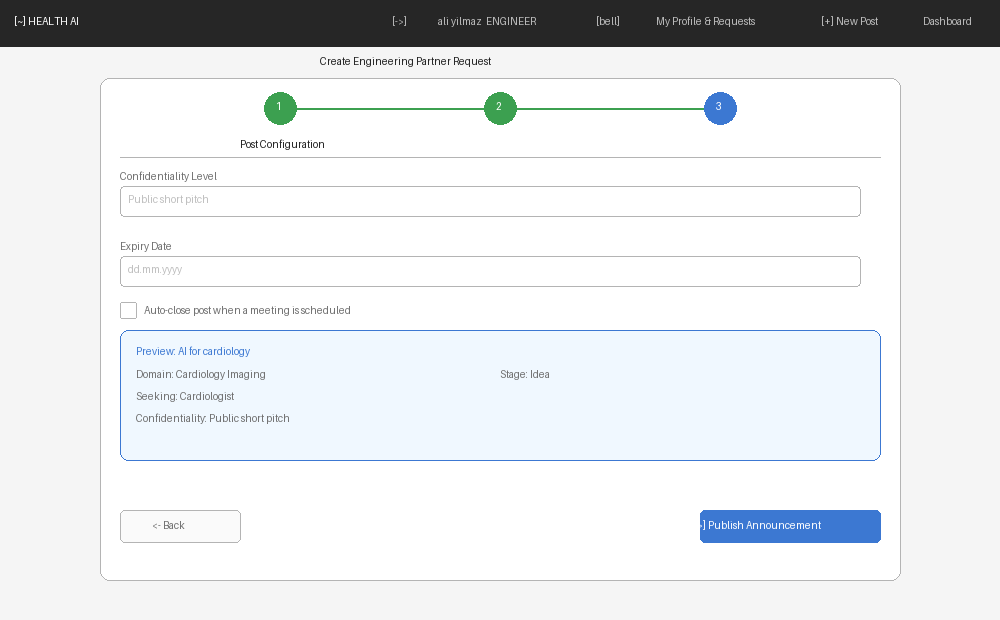 [~] HEALTH AI [->] ali yilmaz ENGINEER [bell] My Profile & Requests [+] New Post Dashboard
Create Engineering Partner Request
1 2 3
Post Configuration
Confidentiality Level
Public short pitch
Expiry Date
dd.mm.yyyy
Auto-close post when a meeting is scheduled
Preview: AI for cardiology
Domain: Cardiology Imaging Stage: Idea
Seeking: Cardiologist
Confidentiality: Public short pitch
<- Back ] Publish Announcement